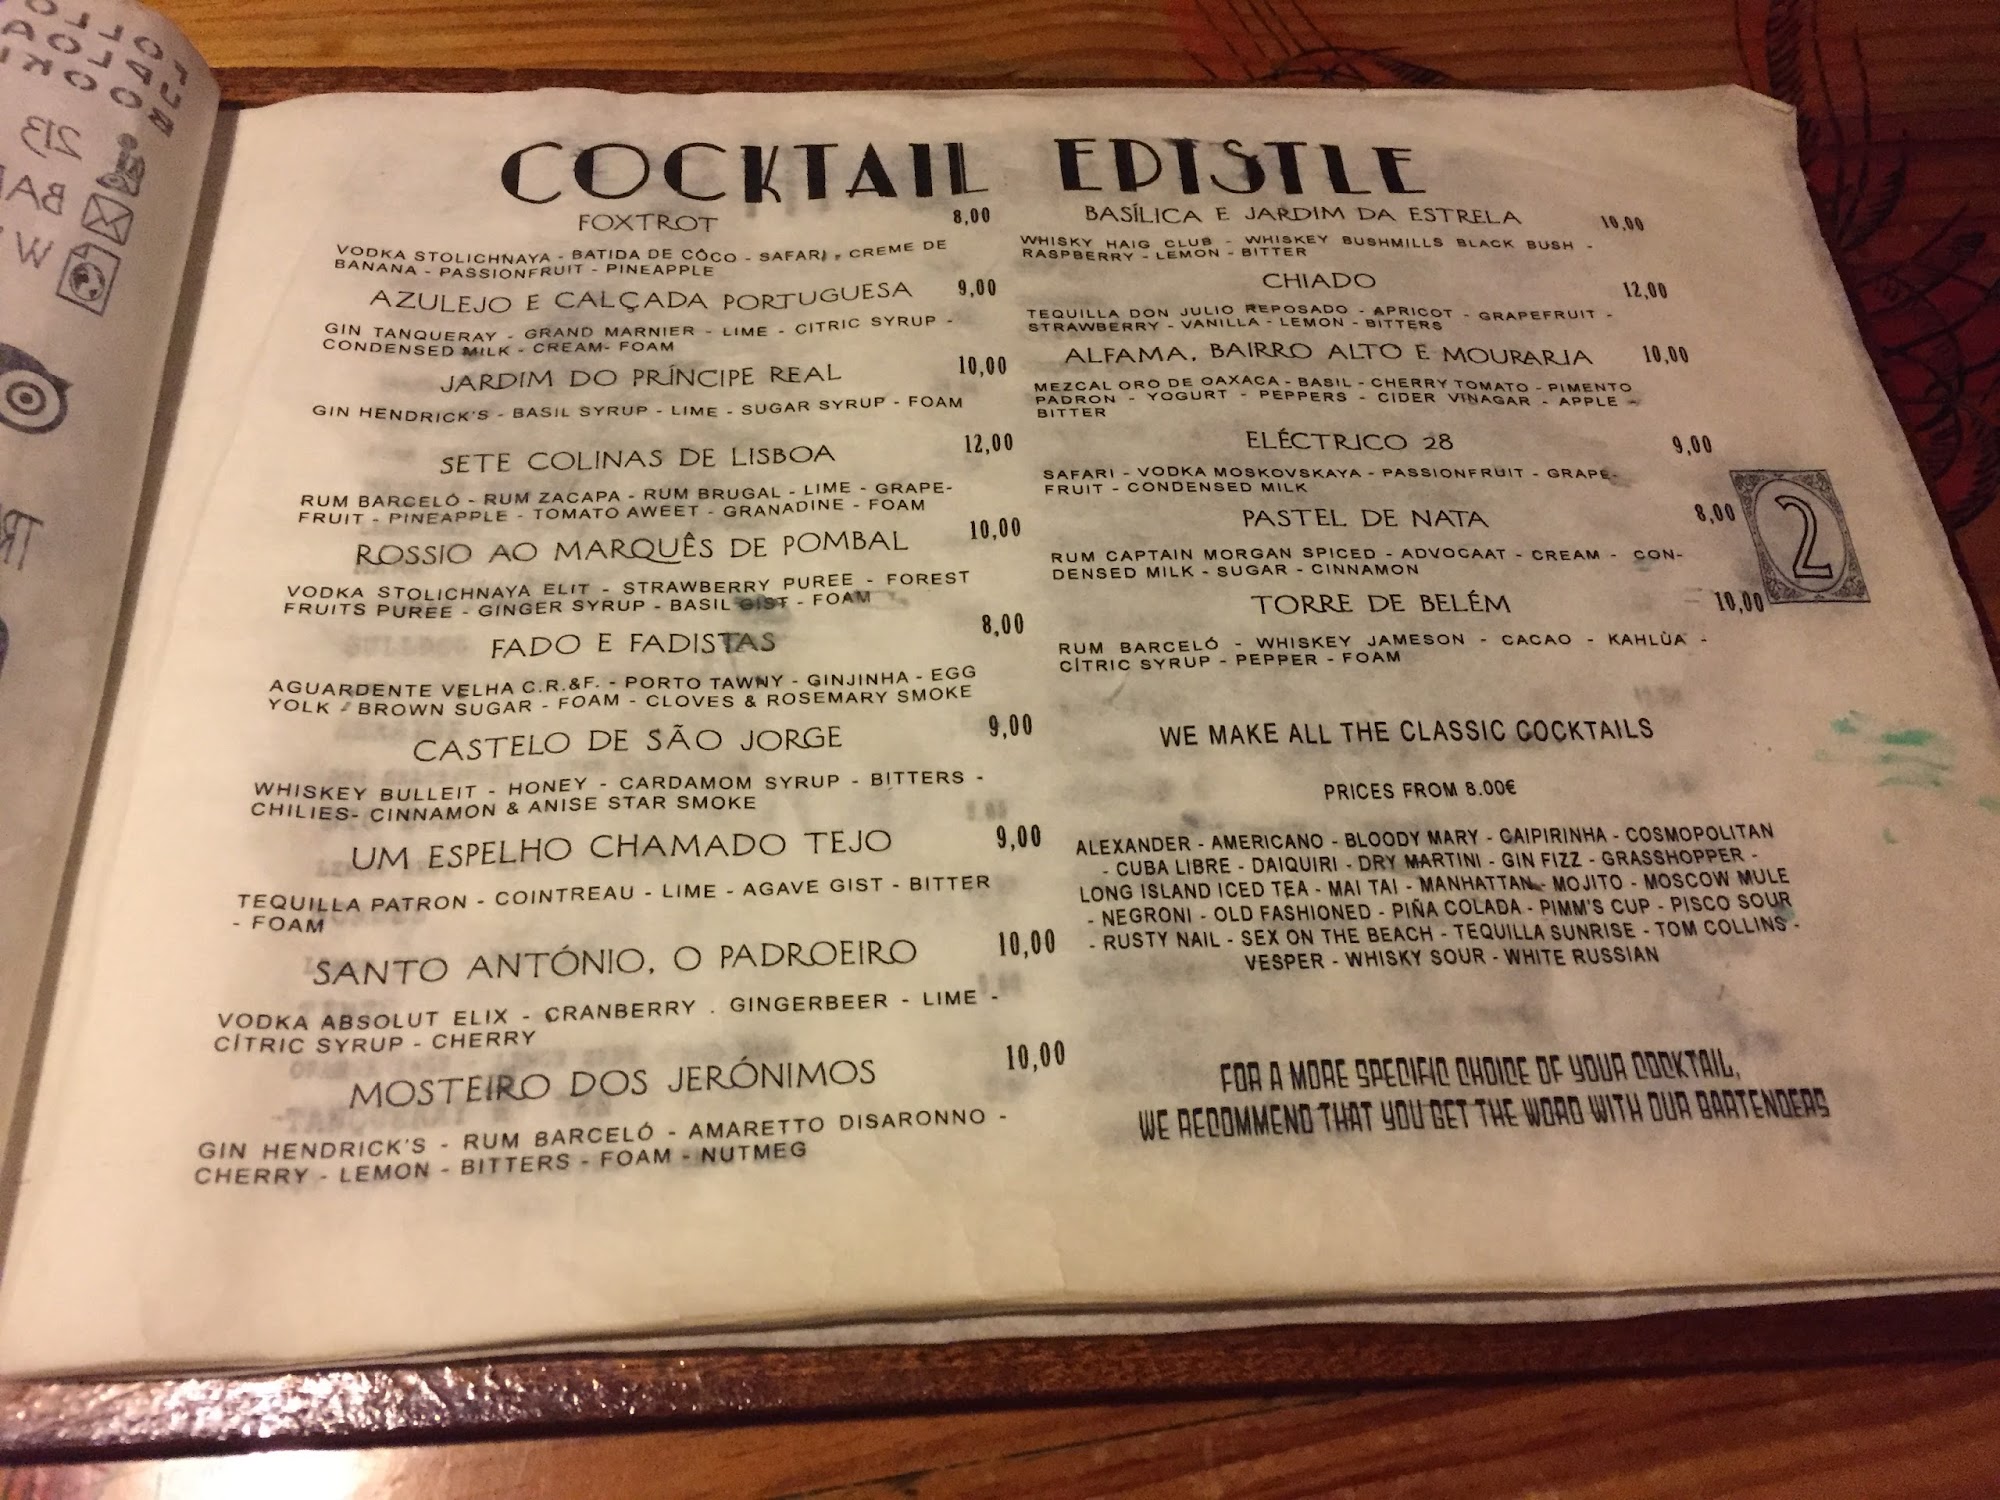 COCKTAIL EPISTLE
FOXTROT 8,00
VODKA STOLICHNAYA - BATIDA DE CÔCO - SAFARI . CREME DE
BANANA - PASSIONFRUIT - PINEAPPLE
AZULEJO E CALÇADA PORTUGUESA 9,00
GIN TANQUERAY - GRAND MARNIER - LIME - CITRIC SYRUP -
CONDENSED MILK - CREAM- FOAM
JARDIM DO PRÍNCIPE REAL 10,00
GIN HENDRICK'S - BASIL SYRUP - LIME - SUGAR SYRUP - FOAM
SETE COLINAS DE LISBOA 12,00
RUM BARCELÓ - RUM ZACAPA - RUM BRUGAL - LIME - GRAPE-
FRUIT - PINEAPPLE - TOMATO AWEET - GRANADINE - FOAM
ROSSIO AO MARQUÊS DE POMBAL 10,00
VODKA STOLICHNAYA ELIT - STRAWBERRY PUREE - FOREST
FRUITS PUREE - GINGER SYRUP - BASIL GIST - FOAM
FADO E FADISTAS 8,00
AGUARDENTE VELHA C.R.&F. - PORTO TAWNY - GINJINHA - EGG
YOLK - BROWN SUGAR - FOAM - CLOVES & ROSEMARY SMOKE
CASTELO DE SÃO JORGE 9,00
WHISKEY BULLEIT - HONEY - CARDAMOM SYRUP - BITTERS -
CHILIES- CINNAMON & ANISE STAR SMOKE
UM ESPELHO CHAMADO TEJO 9,00
TEQUILLA PATRON - COINTREAU - LIME - AGAVE GIST - BITTER
- FOAM
SANTO ANTÓNIO, O PADROEIRO 10,00
VODKA ABSOLUT ELIX - CRANBERRY . GINGERBEER - LIME -
CÍTRIC SYRUP - CHERRY
MOSTEIRO DOS JERÓNIMOS 10,00
GIN HENDRICK'S - RUM BARCELÓ - AMARETTO DISARONNO -
CHERRY - LEMON - BITTERS - FOAM - NUTMEG
BASÍLICA E JARDIM DA ESTRELA 10,00
WHISKY HAIG CLUB - WHISKEY BUSHMILLS BLACK BUSH -
RASPBERRY - LEMON - BITTER
CHIADO 12,00
TEQUILLA DON JULIO REPOSADO - APRICOT - GRAPEFRUIT -
STRAWBERRY - VANILLA - LEMON - BITTERS
ALFAMA, BAIRRO ALTO E MOURARIA 10,00
MEZCAL ORO DE OAXACA - BASIL - CHERRY TOMATO - PIMENTO
PADRON - YOGURT - PEPPERS - CIDER VINAGAR - APPLE -
BITTER
ELÉCTRICO 28 9,00
SAFARI - VODKA MOSKOVSKAYA - PASSIONFRUIT - GRAPE-
FRUIT - CONDENSED MILK
PASTEL DE NATA 8,00
RUM CAPTAIN MORGAN SPICED - ADVOCAAT - CREAM - CON-
DENSED MILK - SUGAR - CINNAMON
2
TORRE DE BELÉM 10,00
RUM BARCELÓ - WHISKEY JAMESON - CACAO - KAHLÙA -
CÍTRIC SYRUP - PEPPER - FOAM
WE MAKE ALL THE CLASSIC COCKTAILS
PRICES FROM 8.00€
ALEXANDER - AMERICANO - BLOODY MARY - CAIPIRINHA - COSMOPOLITAN
- CUBA LIBRE - DAIQUIRI - DRY MARTINI - GIN FIZZ - GRASSHOPPER -
LONG ISLAND ICED TEA - MAI TAI - MANHATTAN - MOJITO - MOSCOW MULE
- NEGRONI - OLD FASHIONED - PIÑA COLADA - PIMM'S CUP - PISCO SOUR
- RUSTY NAIL - SEX ON THE BEACH - TEQUILLA SUNRISE - TOM COLLINS -
VESPER - WHISKY SOUR - WHITE RUSSIAN
FOR A MORE SPECIFIC CHOICE OF YOUR COCKTAIL,
WE RECOMMEND THAT YOU GET THE WORD WITH OUR BARTENDERS